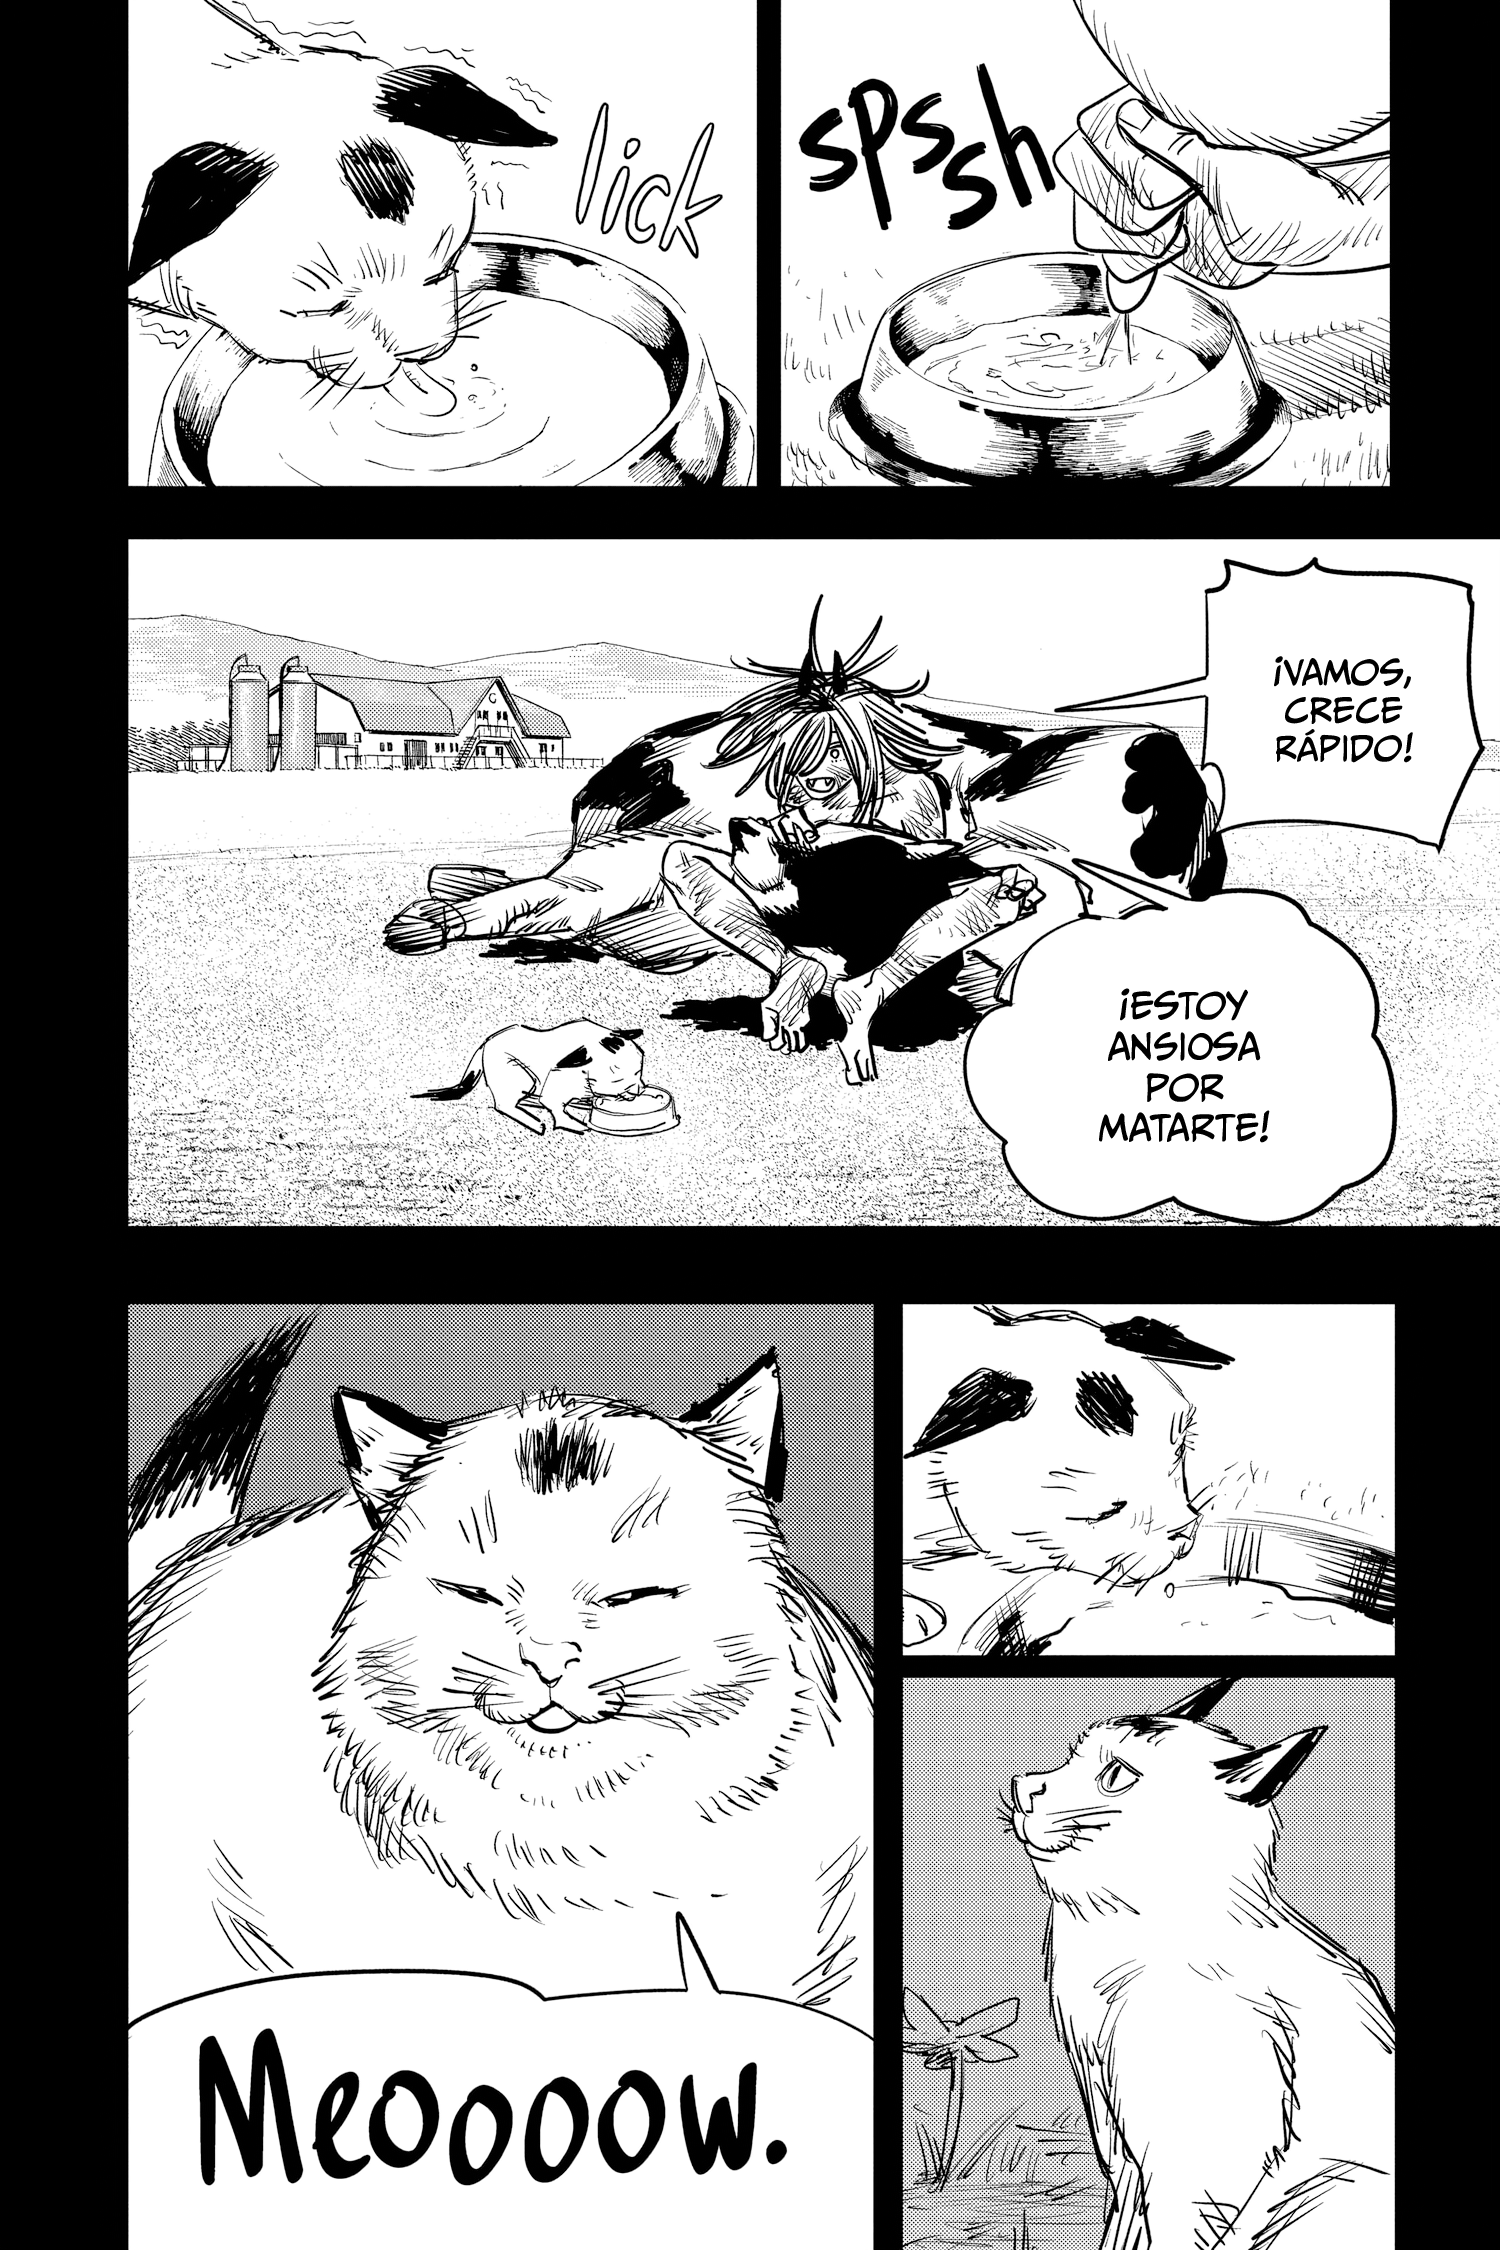 spssh
lick
¡VAMOS,
CRECE
RÁPIDO!
¡ESTOY
ANSIOSA
POR
MATARTE!
C
Meoooow.